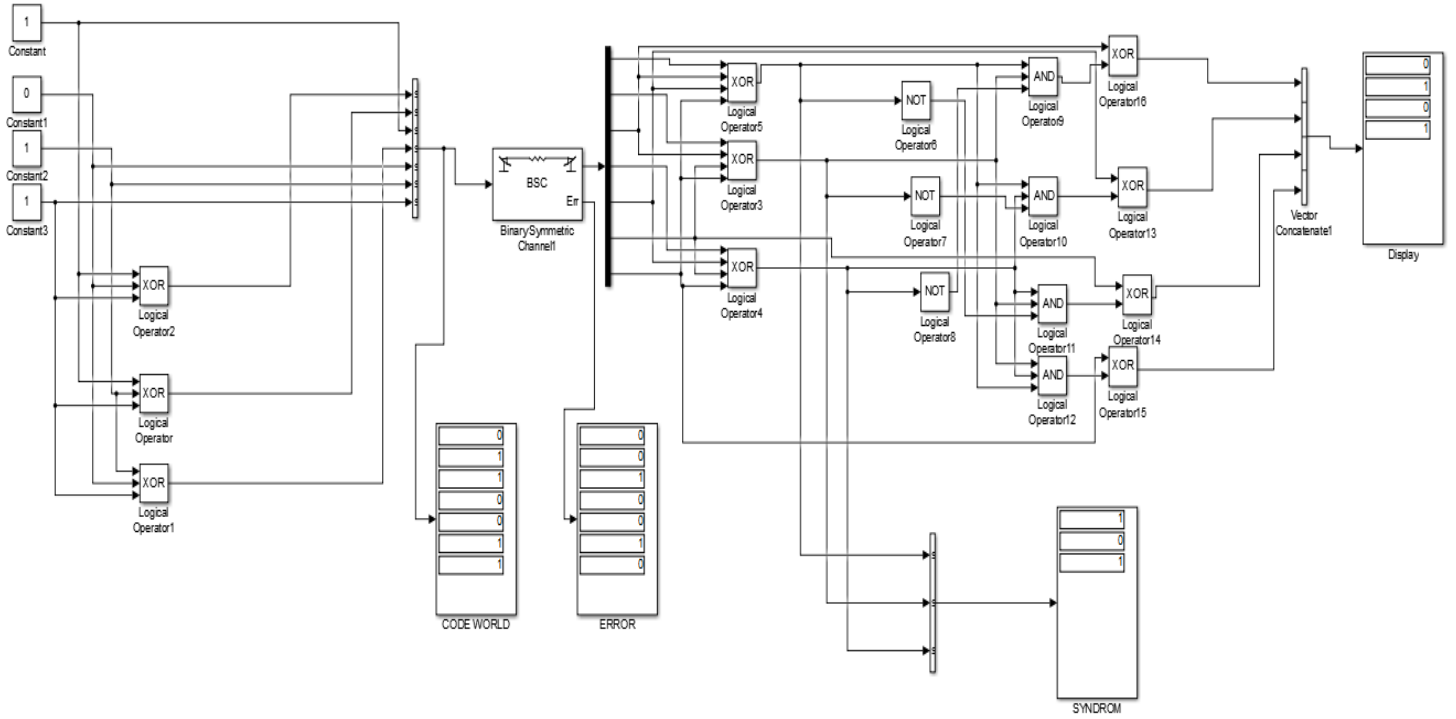 1
Constant
0
Constant1
1
Constant2
1
Constant3
XOR
Logical
Operator2
XOR
Logical
Operator
XOR
Logical
Operator1
0
1
1
0
0
1
1
CODE WORLD
BSC
Err
BinarySymmetric
Channel1
0
0
1
0
0
1
0
ERROR
XOR
Logical
Operator5
XOR
Logical
Operator3
XOR
Logical
Operator4
NOT
Logical
Operator6
NOT
Logical
Operator7
NOT
Logical
Operator8
AND
Logical
Operator9
AND
Logical
Operator10
AND
Logical
Operator11
AND
Logical
Operator12
XOR
Logical
Operator16
XOR
Logical
Operator13
XOR
Logical
Operator14
XOR
Logical
Operator15
Vector
Concatenate1
0
1
0
1
Display
1
0
1
SYNDROM